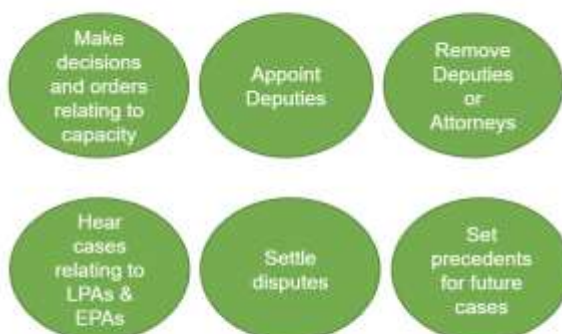 Make
decisions
and orders
relating to
capacity
Appoint
Deputies
Remove
Deputies
or
Attorneys
Hear
cases
relating to
LPAs &
EPAs
Settle
disputes
Set
precedents
for future
cases